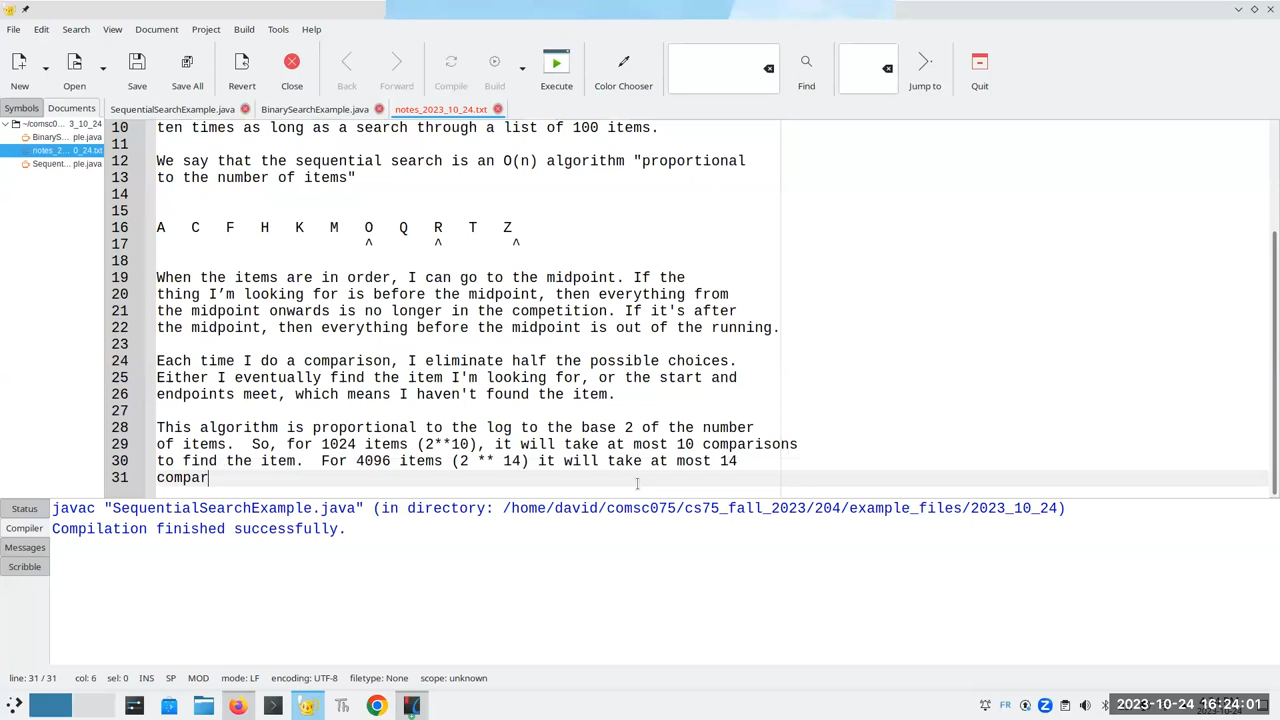 File Edit Search View Document Project Build Tools Help
New Open Save Save All Revert Close Back Forward Compile Build Execute Color Chooser Find Jump to Quit
Symbols Documents SequentialSearchExample.java BinarySearchExample.java notes_2023_10_24.txt
~/comsc0... 3_10_24
BinaryS... ple.java
notes_2... 0_24.txt
Sequent... ple.java
10 ten times as long as a search through a list of 100 items.
11
12 We say that the sequential search is an O(n) algorithm "proportional
13 to the number of items"
14
15
16 A C F H K M O Q R T Z
17 ^ ^ ^
18
19 When the items are in order, I can go to the midpoint. If the
20 thing I’m looking for is before the midpoint, then everything from
21 the midpoint onwards is no longer in the competition. If it's after
22 the midpoint, then everything before the midpoint is out of the running.
23
24 Each time I do a comparison, I eliminate half the possible choices.
25 Either I eventually find the item I'm looking for, or the start and
26 endpoints meet, which means I haven't found the item.
27
28 This algorithm is proportional to the log to the base 2 of the number
29 of items. So, for 1024 items (2**10), it will take at most 10 comparisons
30 to find the item. For 4096 items (2 ** 14) it will take at most 14
31 compar
Status
Compiler
Messages
Scribble
javac "SequentialSearchExample.java" (in directory: /home/david/comsc075/cs75_fall_2023/204/example_files/2023_10_24)
Compilation finished successfully.
line: 31 / 31 col: 6 sel: 0 INS SP MOD mode: LF encoding: UTF-8 filetype: None scope: unknown
Th FR 2023-10-24 16:24:01